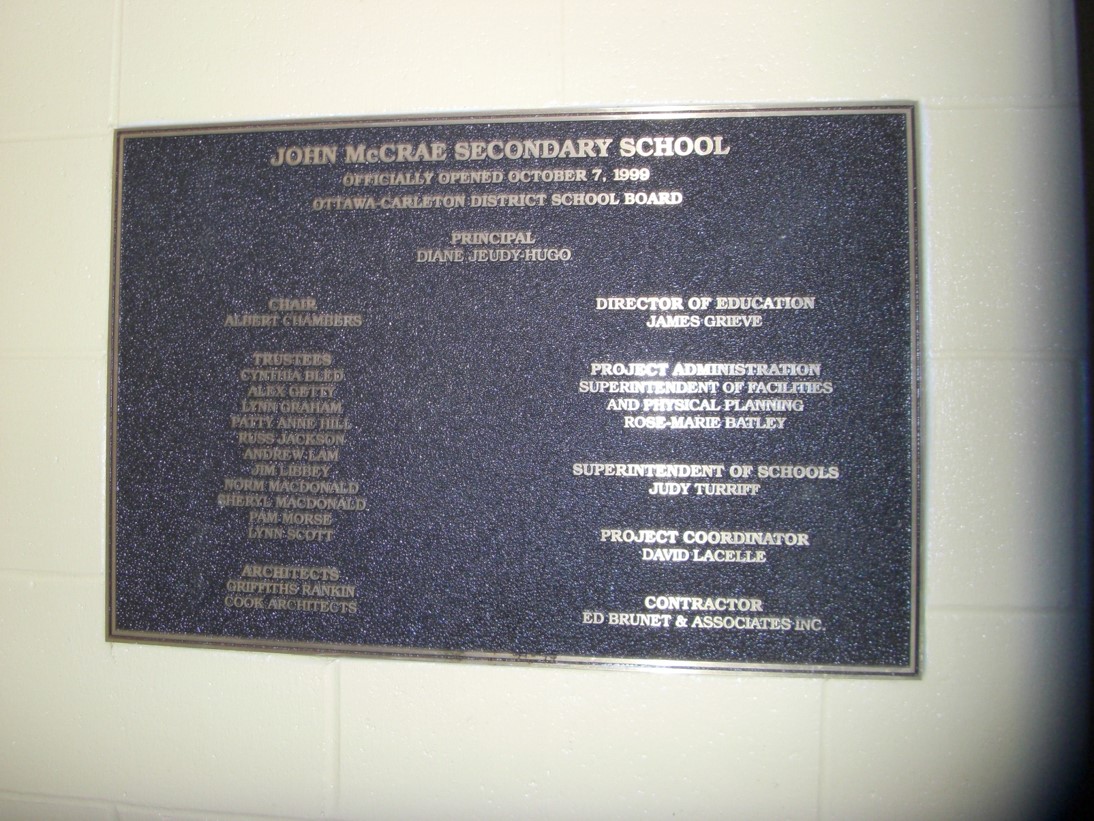 JOHN McCRAE SECONDARY SCHOOL
OFFICIALLY OPENED OCTOBER 7, 1999
OTTAWA-CARLETON DISTRICT SCHOOL BOARD
PRINCIPAL
DIANE JEUDY-HUGO
CHAIR
ALBERT CHAMBERS
TRUSTEES
CYNTHIA BLED
ALEX GETTY
LYNN GRAHAM
PATTY ANNE HILL
RUSS JACKSON
ANDREW LAM
JIM LIBBEY
NORM MACDONALD
SHERYL MACDONALD
PAM MORSE
LYNN SCOTT
ARCHITECTS
GRIFFITHS RANKIN
COOK ARCHITECTS
DIRECTOR OF EDUCATION
JAMES GRIEVE
PROJECT ADMINISTRATION
SUPERINTENDENT OF FACILITIES
AND PHYSICAL PLANNING
ROSE-MARIE BATLEY
SUPERINTENDENT OF SCHOOLS
JUDY TURRIFF
PROJECT COORDINATOR
DAVID LACELLE
CONTRACTOR
ED BRUNET & ASSOCIATES INC.